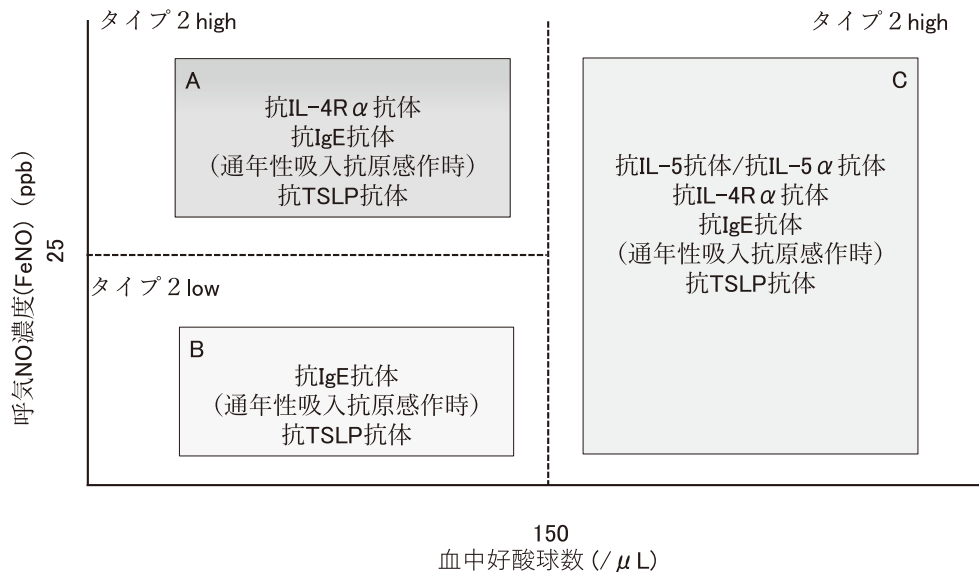 タイプ2 high
タイプ2 high
A
抗IL-4Rα抗体
抗IgE抗体
(通年性吸入抗原感作時)
抗TSLP抗体
C
抗IL-5抗体/抗IL-5α抗体
抗IL-4Rα抗体
抗IgE抗体
(通年性吸入抗原感作時)
抗TSLP抗体
呼気NO濃度(FeNO) (ppb)
25
タイプ2 low
B
抗IgE抗体
(通年性吸入抗原感作時)
抗TSLP抗体
150
血中好酸球数 (/μL)